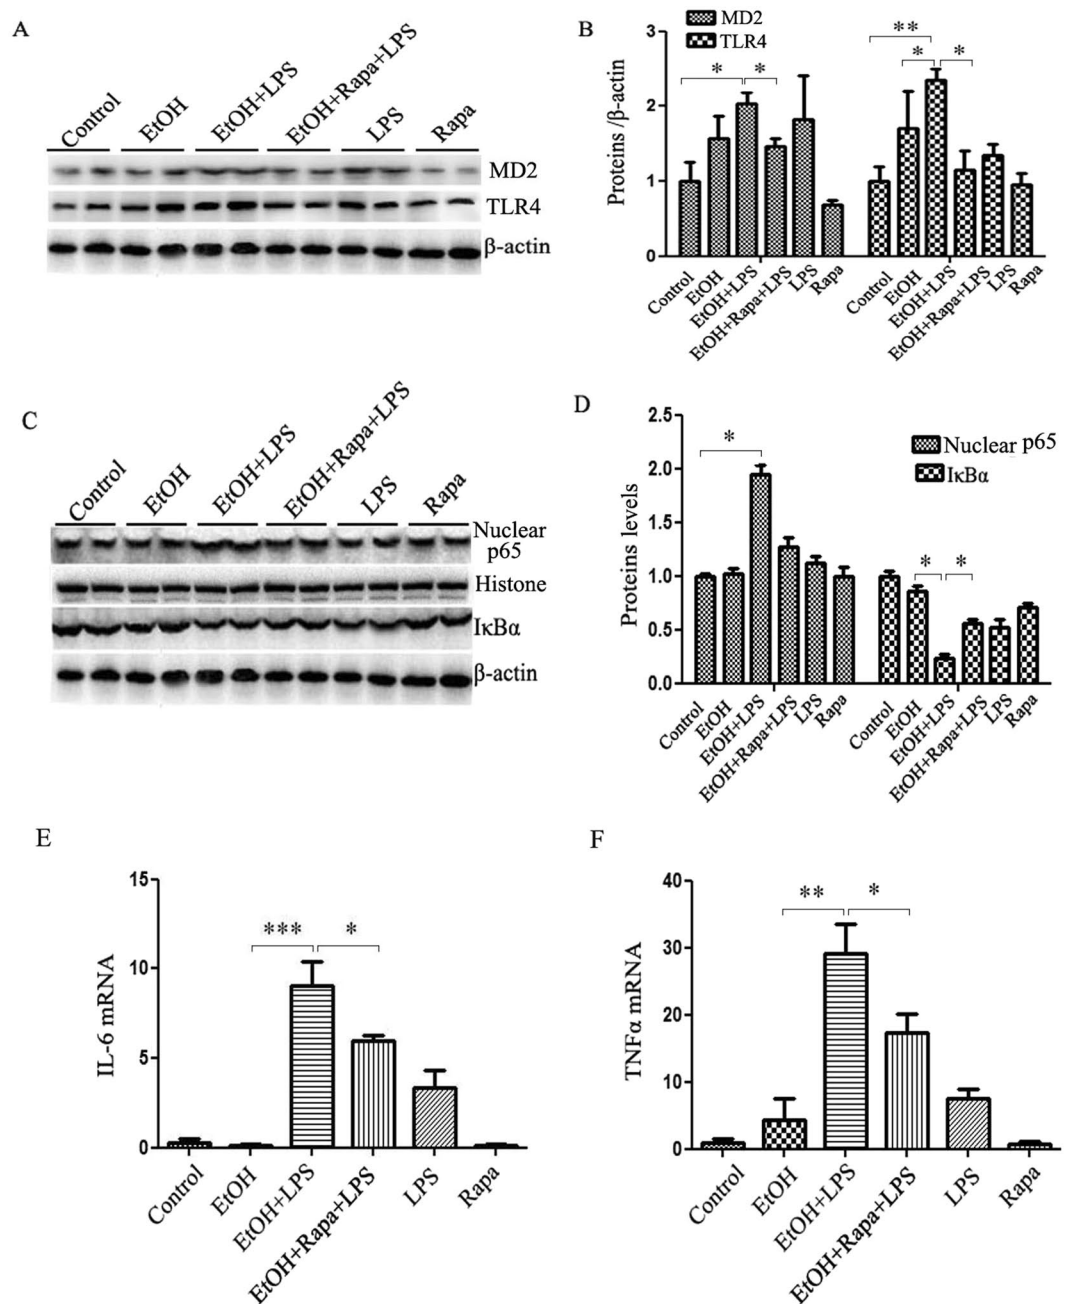 A
Control
EtOH
EtOH+LPS
EtOH+Rapa+LPS
LPS
Rapa
MD2
TLR4
β-actin
B
MD2
TLR4
Proteins /β-actin
3
2
1
0
*
*
**
*
*
Control
EtOH
EtOH+LPS
EtOH+Rapa+LPS
LPS
Rapa
Control
EtOH
EtOH+LPS
EtOH+Rapa+LPS
LPS
Rapa
C
Control
EtOH
EtOH+LPS
EtOH+Rapa+LPS
LPS
Rapa
Nuclear
p65
Histone
IκBα
β-actin
D
Nuclear p65
IκBα
Proteins levels
2.5
2.0
1.5
1.0
0.5
0.0
*
*
*
Control
EtOH
EtOH+LPS
EtOH+Rapa+LPS
LPS
Rapa
Control
EtOH
EtOH+LPS
EtOH+Rapa+LPS
LPS
Rapa
E
IL-6 mRNA
15
10
5
0
***
*
Control
EtOH
EtOH+LPS
EtOH+Rapa+LPS
LPS
Rapa
F
TNFα mRNA
40
30
20
10
0
**
*
Control
EtOH
EtOH+LPS
EtOH+Rapa+LPS
LPS
Rapa